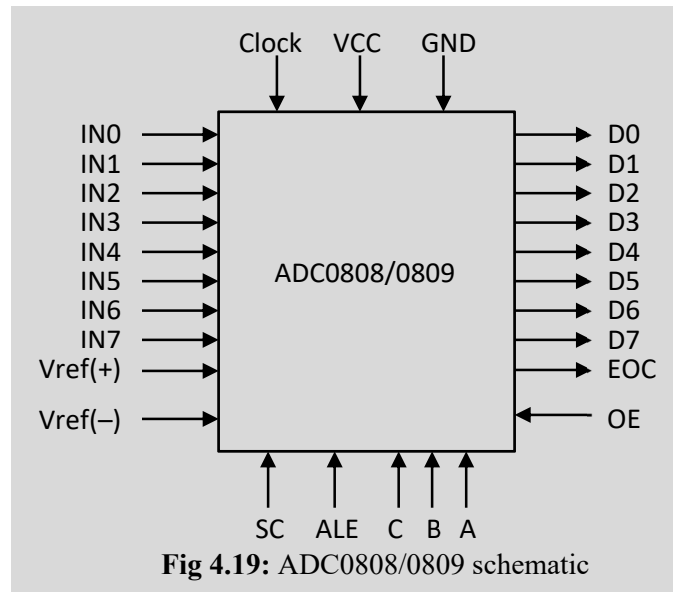 Clock VCC GND
IN0 D0
IN1 D1
IN2 D2
IN3 D3
IN4 D4
ADC0808/0809
IN5 D5
IN6 D6
IN7 D7
Vref(+) EOC
Vref(–) OE
SC ALE C B A
Fig 4.19: ADC0808/0809 schematic